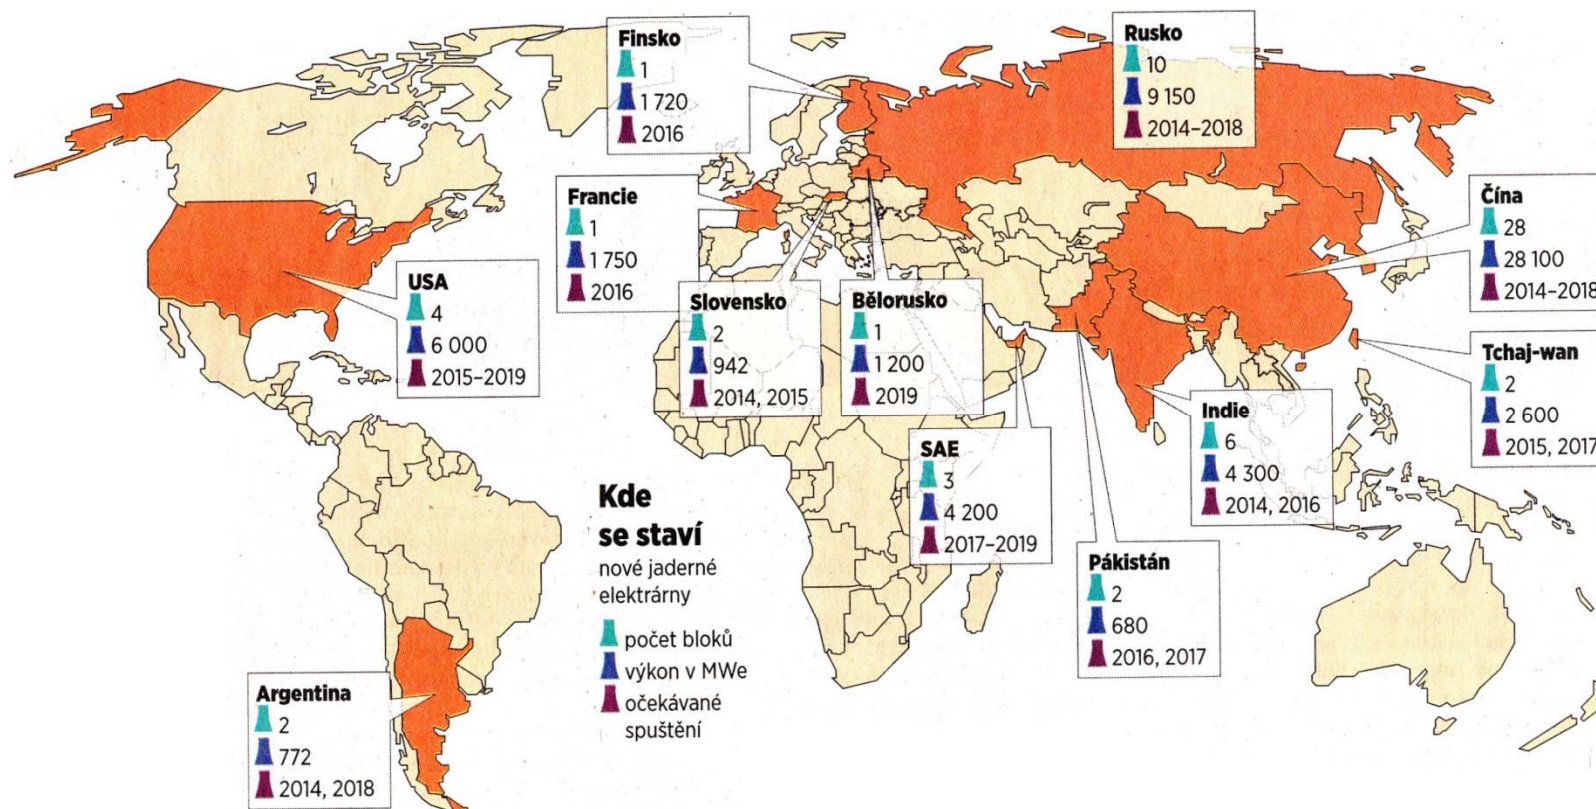 Finsko
1
1 720
2016
Rusko
10
9 150
2014–2018
Francie
1
1 750
2016
Čína
28
28 100
2014–2018
USA
4
6 000
2015–2019
Slovensko
2
942
2014, 2015
Bělorusko
1
1 200
2019
Tchaj-wan
2
2 600
2015, 2017
Indie
6
4 300
2014, 2016
SAE
3
4 200
2017–2019
Pákistán
2
680
2016, 2017
Kde
se staví
nové jaderné
elektrárny
počet bloků
výkon v MWe
očekávané
spuštění
Argentina
2
772
2014, 2018